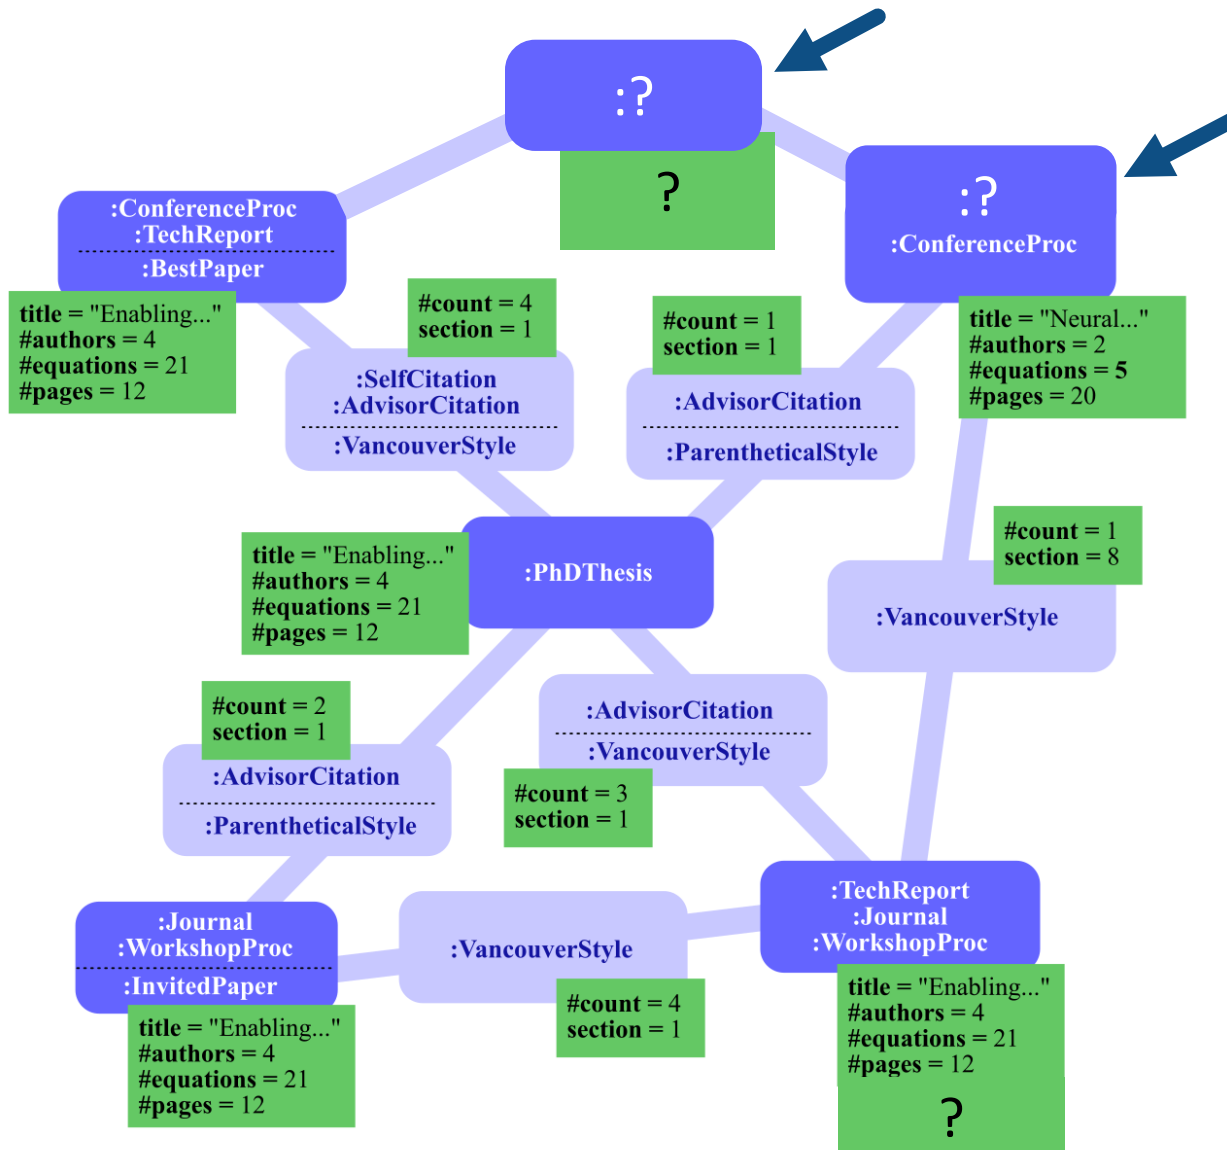 :?
?
:ConferenceProc
:TechReport
:BestPaper
:?
:ConferenceProc
title = "Enabling..."
#authors = 4
#equations = 21
#pages = 12
#count = 4
section = 1
#count = 1
section = 1
title = "Neural..."
#authors = 2
#equations = 5
#pages = 20
:SelfCitation
:AdvisorCitation
:VancouverStyle
:AdvisorCitation
:ParentheticalStyle
title = "Enabling..."
#authors = 4
#equations = 21
#pages = 12
:PhDThesis
#count = 1
section = 8
:VancouverStyle
#count = 2
section = 1
:AdvisorCitation
:ParentheticalStyle
:AdvisorCitation
:VancouverStyle
#count = 3
section = 1
:Journal
:WorkshopProc
:InvitedPaper
:VancouverStyle
:TechReport
:Journal
:WorkshopProc
title = "Enabling..."
#authors = 4
#equations = 21
#pages = 12
#count = 4
section = 1
title = "Enabling..."
#authors = 4
#equations = 21
#pages = 12
?